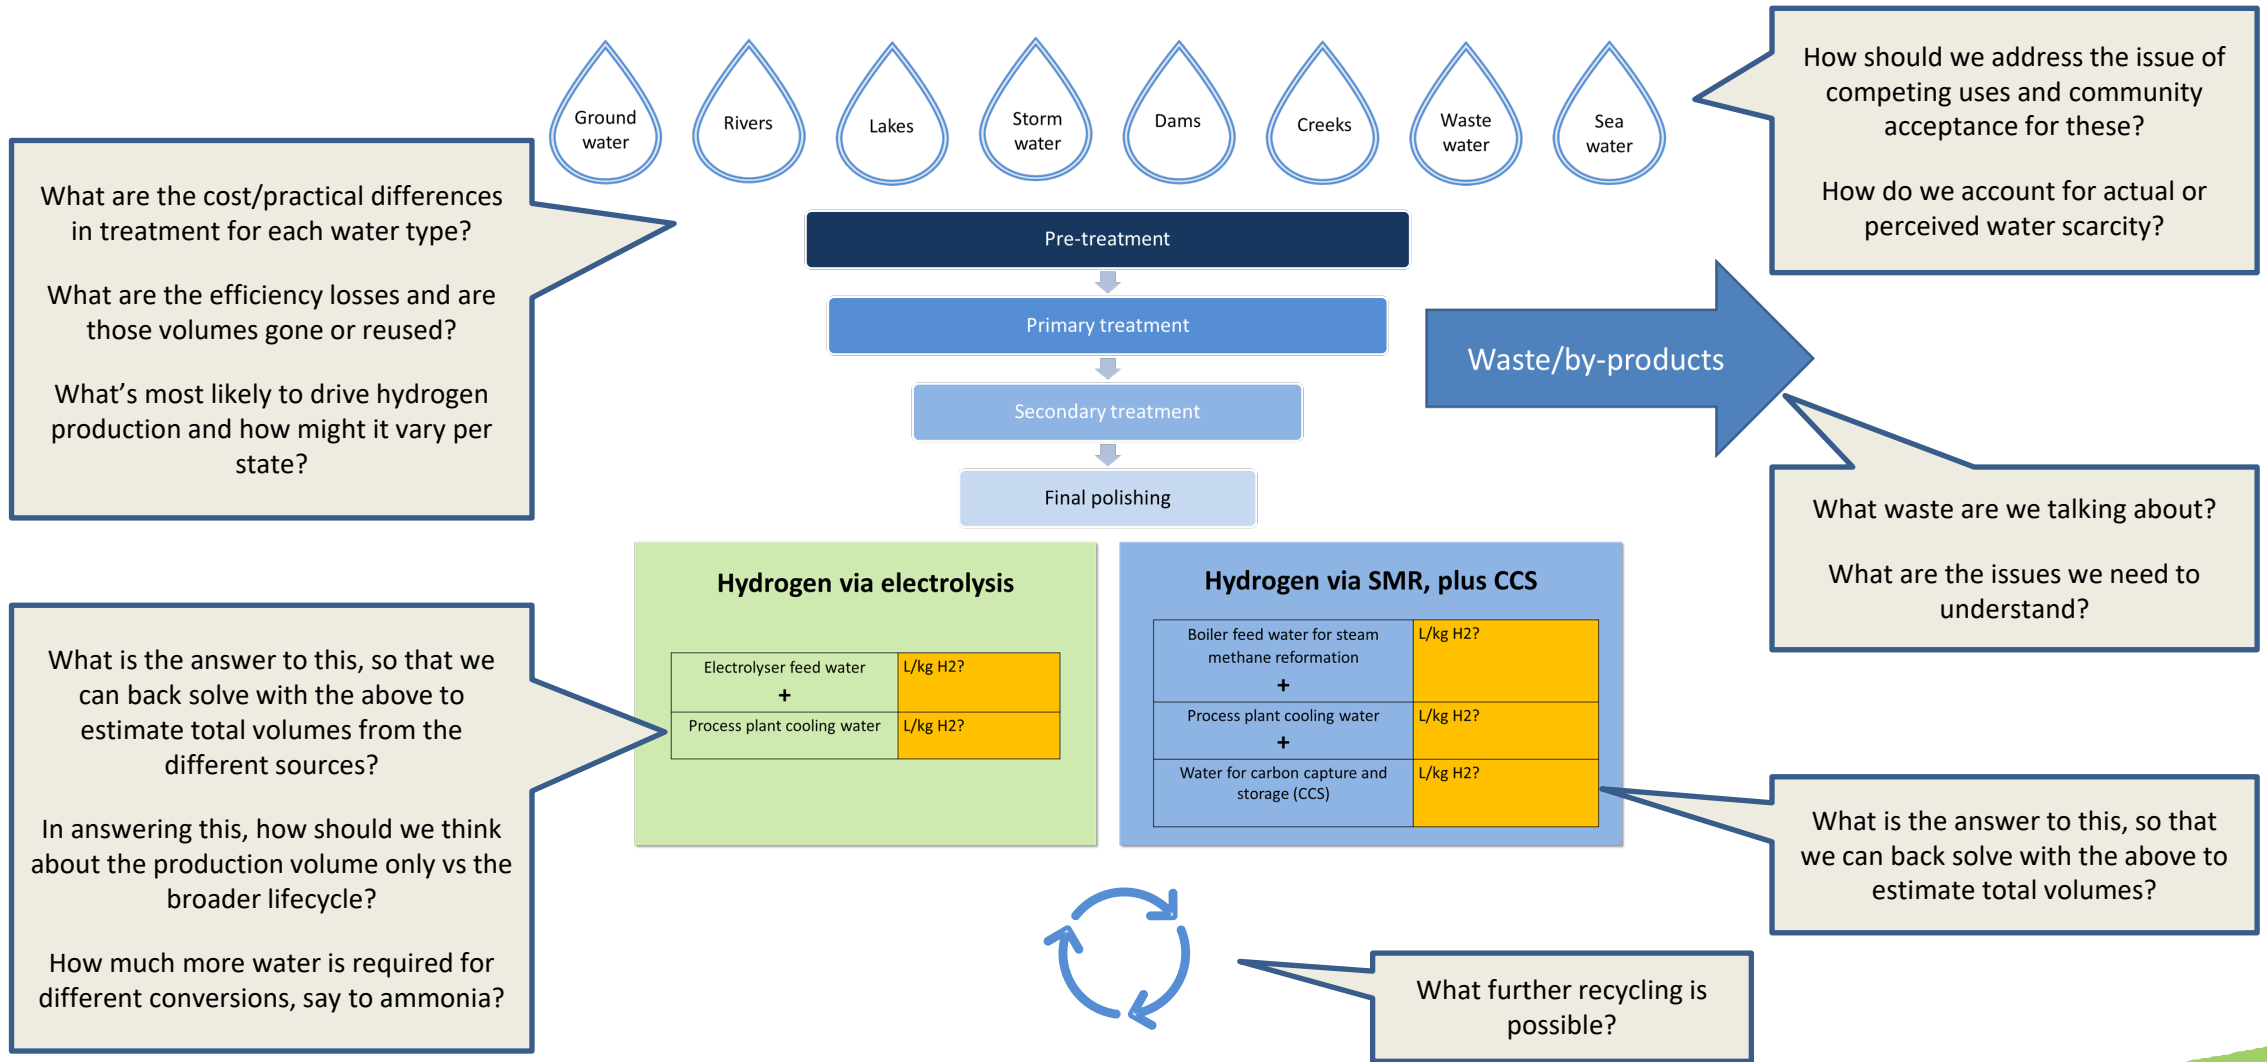 Ground
water
Rivers
Lakes
Storm
water
Dams
Creeks
Waste
water
Sea
water
How should we address the issue of
competing uses and community
acceptance for these?
How do we account for actual or
perceived water scarcity?
What are the cost/practical differences
in treatment for each water type?
What are the efficiency losses and are
those volumes gone or reused?
What’s most likely to drive hydrogen
production and how might it vary per
state?
Pre-treatment
Primary treatment
Secondary treatment
Final polishing
Waste/by-products
What waste are we talking about?
What are the issues we need to
understand?
Hydrogen via electrolysis
Electrolyser feed water
+
L/kg H2?
Process plant cooling water
L/kg H2?
Hydrogen via SMR, plus CCS
Boiler feed water for steam
methane reformation
+
L/kg H2?
Process plant cooling water
+
L/kg H2?
Water for carbon capture and
storage (CCS)
L/kg H2?
What is the answer to this, so that we
can back solve with the above to
estimate total volumes from the
different sources?
In answering this, how should we think
about the production volume only vs the
broader lifecycle?
How much more water is required for
different conversions, say to ammonia?
What is the answer to this, so that
we can back solve with the above to
estimate total volumes?
What further recycling is
possible?